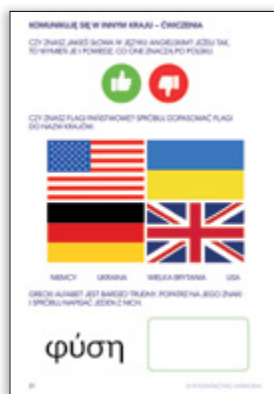 KOMUNIKUJĘ SIĘ W INNYM KRAJU – ĆWICZENIA
CZY ZNASZ JAKIEŚ SŁOWA W JĘZYKU ANGIELSKIM? JEŻELI TAK,
TO WYMIEŃ JE I POWIEDZ, CO ONE ZNACZĄ PO POLSKU.
CZY ZNASZ FLAGI PAŃSTWOWE? SPRÓBUJ DOPASOWAĆ FLAGI
DO NAZW KRAJÓW.
NIEMCY UKRAINA WIELKA BRYTANIA USA
GRECKI ALFABET JEST BARDZO TRUDNY. POPATRZ NA JEGO ZNAKI
I SPRÓBUJ NAPISAĆ JEDEN Z NICH.
φύση